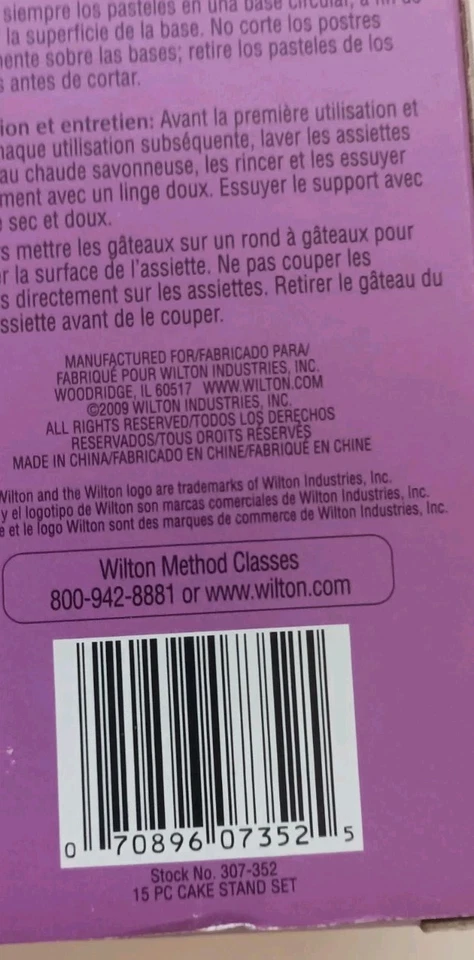 siempre los pasteles en una base circular, a fin de
la superficie de la base. No corte los postres
mente sobre las bases; retire los pasteles de los
s antes de cortar.
ion et entretien: Avant la première utilisation et
haque utilisation subséquente, laver les assiettes
au chaude savonneuse, les rincer et les essuyer
ment avec un linge doux. Essuyer le support avec
e sec et doux.
s mettre les gâteaux sur un rond à gâteaux pour
r la surface de l'assiette. Ne pas couper les
s directement sur les assiettes. Retirer le gâteau du
ssiette avant de le couper.
MANUFACTURED FOR/FABRICADO PARA/
FABRIQUÉ POUR WILTON INDUSTRIES, INC.
WOODRIDGE, IL 60517 WWW.WILTON.COM
©2009 WILTON INDUSTRIES, INC.
ALL RIGHTS RESERVED/TODOS LOS DERECHOS
RESERVADOS/TOUS DROITS RÉSERVÉS
MADE IN CHINA/FABRICADO EN CHINE/FABRIQUÉ EN CHINE
Wilton and the Wilton logo are trademarks of Wilton Industries, Inc.
y el logotipo de Wilton son marcas comerciales de Wilton Industries, Inc.
e et le logo Wilton sont des marques de commerce de Wilton Industries, Inc.
Wilton Method Classes
800-942-8881 or www.wilton.com
0 70896 07352 5
Stock No. 307-352
15 PC CAKE STAND SET